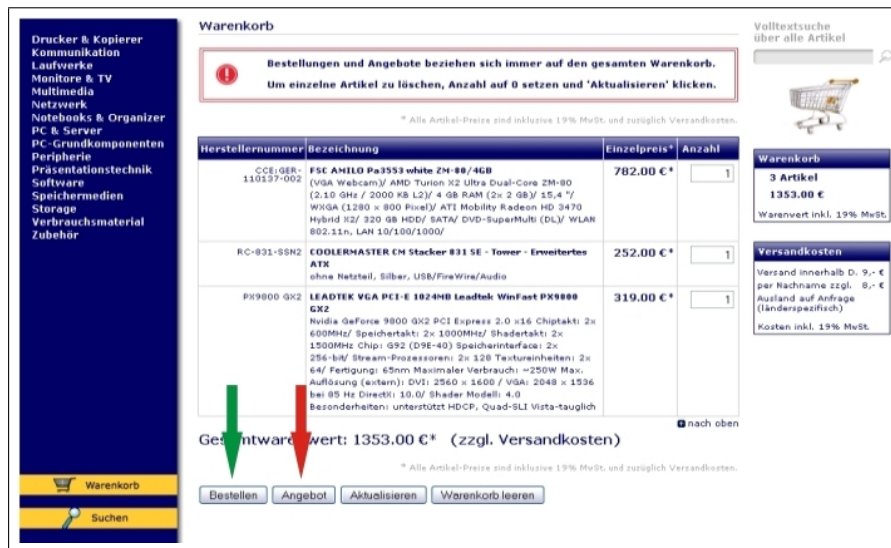 Drucker & Kopierer
Kommunikation
Laufwerke
Monitore & TV
Multimedia
Netzwerk
Notebooks & Organizer
PC & Server
PC-Grundkomponenten
Peripherie
Präsentationstechnik
Software
Speichermedien
Storage
Verbrauchsmaterial
Zubehör
Warenkorb
Suchen
Warenkorb
Bestellungen und Angebote beziehen sich immer auf den gesamten Warenkorb.
Um einzelne Artikel zu löschen, Anzahl auf 0 setzen und 'Aktualisieren' klicken.
* Alle Artikel-Preise sind inklusive 19% MwSt. und zuzüglich Versandkosten.
Herstellernummer Bezeichnung Einzelpreis* Anzahl
CCE:GER-110137-002 FSC AMILO Pa3553 white ZM-80/4GB 782.00 €* 1
(VGA Webcam)/ AMD Turion X2 Ultra Dual-Core ZM-80
(2.10 GHz / 2000 KB L2)/ 4 GB RAM (2x 2 GB)/ 15,4 "/
WXGA (1280 x 800 Pixel)/ ATI Mobility Radeon HD 3470
Hybrid X2/ 320 GB HDD/ SATA/ DVD-SuperMulti (DL)/ WLAN
802.11n, LAN 10/100/1000/
RC-831-SSN2 COOLERMASTER CM Stacker 831 SE - Tower - Erweitertes 252.00 €* 1
ATX
ohne Netzteil, Silber, USB/FireWire/Audio
PX9800 GX2 LEADTEK VGA PCI-E 1024MB Leadtek WinFast PX9800 319.00 €* 1
GX2
Nvidia GeForce 9800 GX2 PCI Express 2.0 x16 Chiptakt: 2x
600MHz/ Speichertakt: 2x 1000MHz/ Shadertakt: 2x
1500MHz Chip: G92 (D9E-40) Speicherinterface: 2x
256-bit/ Stream-Prozessoren: 2x 128 Textureinheiten: 2x
64/ Fertigung: 65nm Maximaler Verbrauch: ~250W Max.
Auflösung (extern): DVI: 2560 x 1600 / VGA: 2048 x 1536
bei 85 Hz DirectX: 10.0/ Shader Modell: 4.0
Besonderheiten: unterstützt HDCP, Quad-SLI Vista-tauglich
nach oben
Gesamtwarenwert: 1353.00 €* (zzgl. Versandkosten)
* Alle Artikel-Preise sind inklusive 19% MwSt. und zuzüglich Versandkosten.
Bestellen Angebot Aktualisieren Warenkorb leeren
Volltextsuche
über alle Artikel
Warenkorb
3 Artikel
1353.00 €
Warenvert inkl. 19% MwSt.
Versandkosten
Versand innerhalb D. 9,- €
per Nachname zzgl. 8,- €
Ausland auf Anfrage
(länderspezifisch)
Kosten inkl. 19% MwSt.